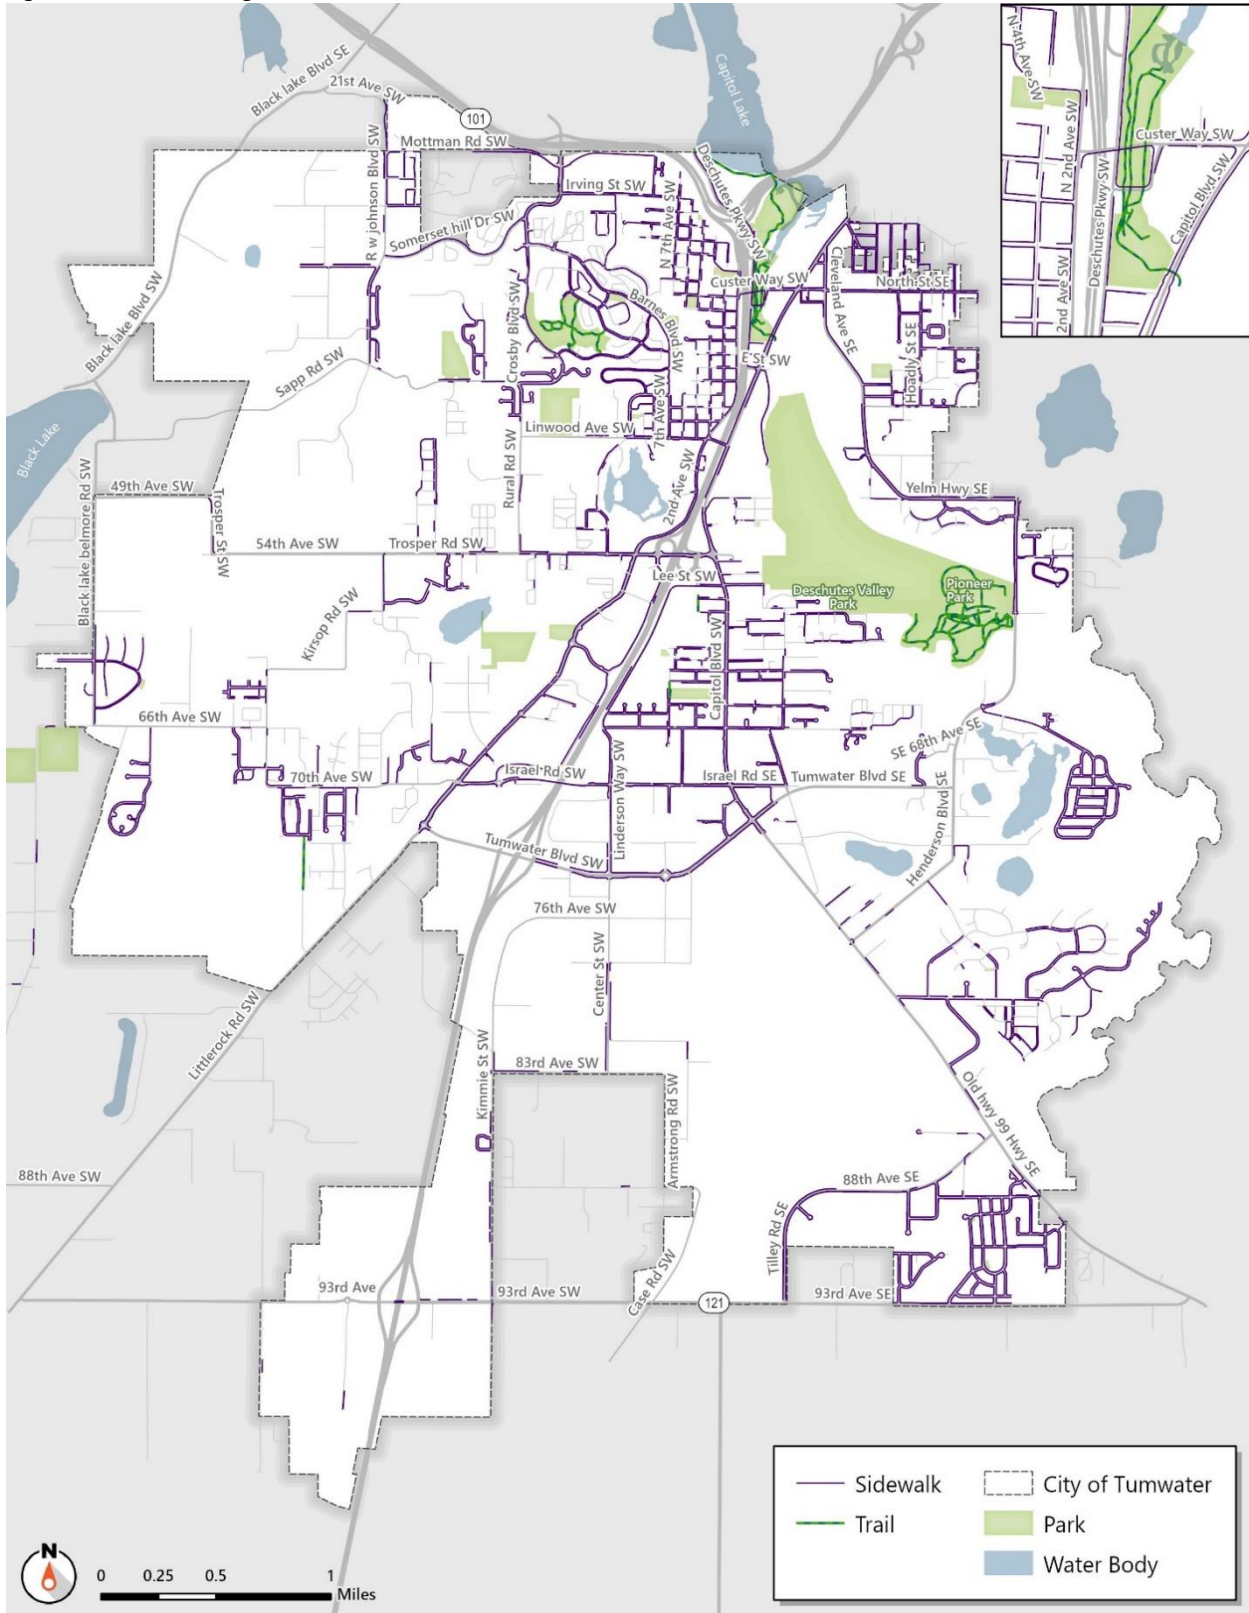 Black lake Blvd SE
21st Ave SW
101
Capitol Lake
N 4th Ave SW
N 2nd Ave SW
Custer Way SW
Deschutes Pkwy SW
Capitol Blvd SW
2nd Ave SW
Mottman Rd SW
R w johnson Blvd SW
Irving St SW
Deschutes Pkwy SW
Somerset hill Dr SW
N 7th Ave SW
Black lake Blvd SW
Crosby Blvd SW
Barnes Blvd SW
Custer Way SW
Cleveland Ave SE
North St SE
Sapp Rd SW
E St SW
Hoadly St SE
7th Ave SW
Black Lake
Linwood Ave SW
Rural Rd SW
2nd Ave SW
Yelm Hwy SE
49th Ave SW
Trosper St SW
54th Ave SW
Trosper Rd SW
Black lake belmore Rd SW
Lee St SW
Deschutes Valley
Park
Pioneer
Park
Kirsop Rd SW
Capitol Blvd SW
66th Ave SW
SE 68th Ave SE
70th Ave SW
Israel Rd SW
Linderson Way SW
Israel Rd SE
Tumwater Blvd SE
Henderson Blvd SE
Tumwater Blvd SW
76th Ave SW
Center St SW
Littlerock Rd SW
Kimmie St SW
83rd Ave SW
Armstrong Rd SW
Old hwy 99 Hwy SE
88th Ave SW
88th Ave SE
Tilley Rd SE
93rd Ave
93rd Ave SW
Case Rd SW
121
93rd Ave SE
Sidewalk
Trail
City of Tumwater
Park
Water Body
N
0 0.25 0.5 1
Miles